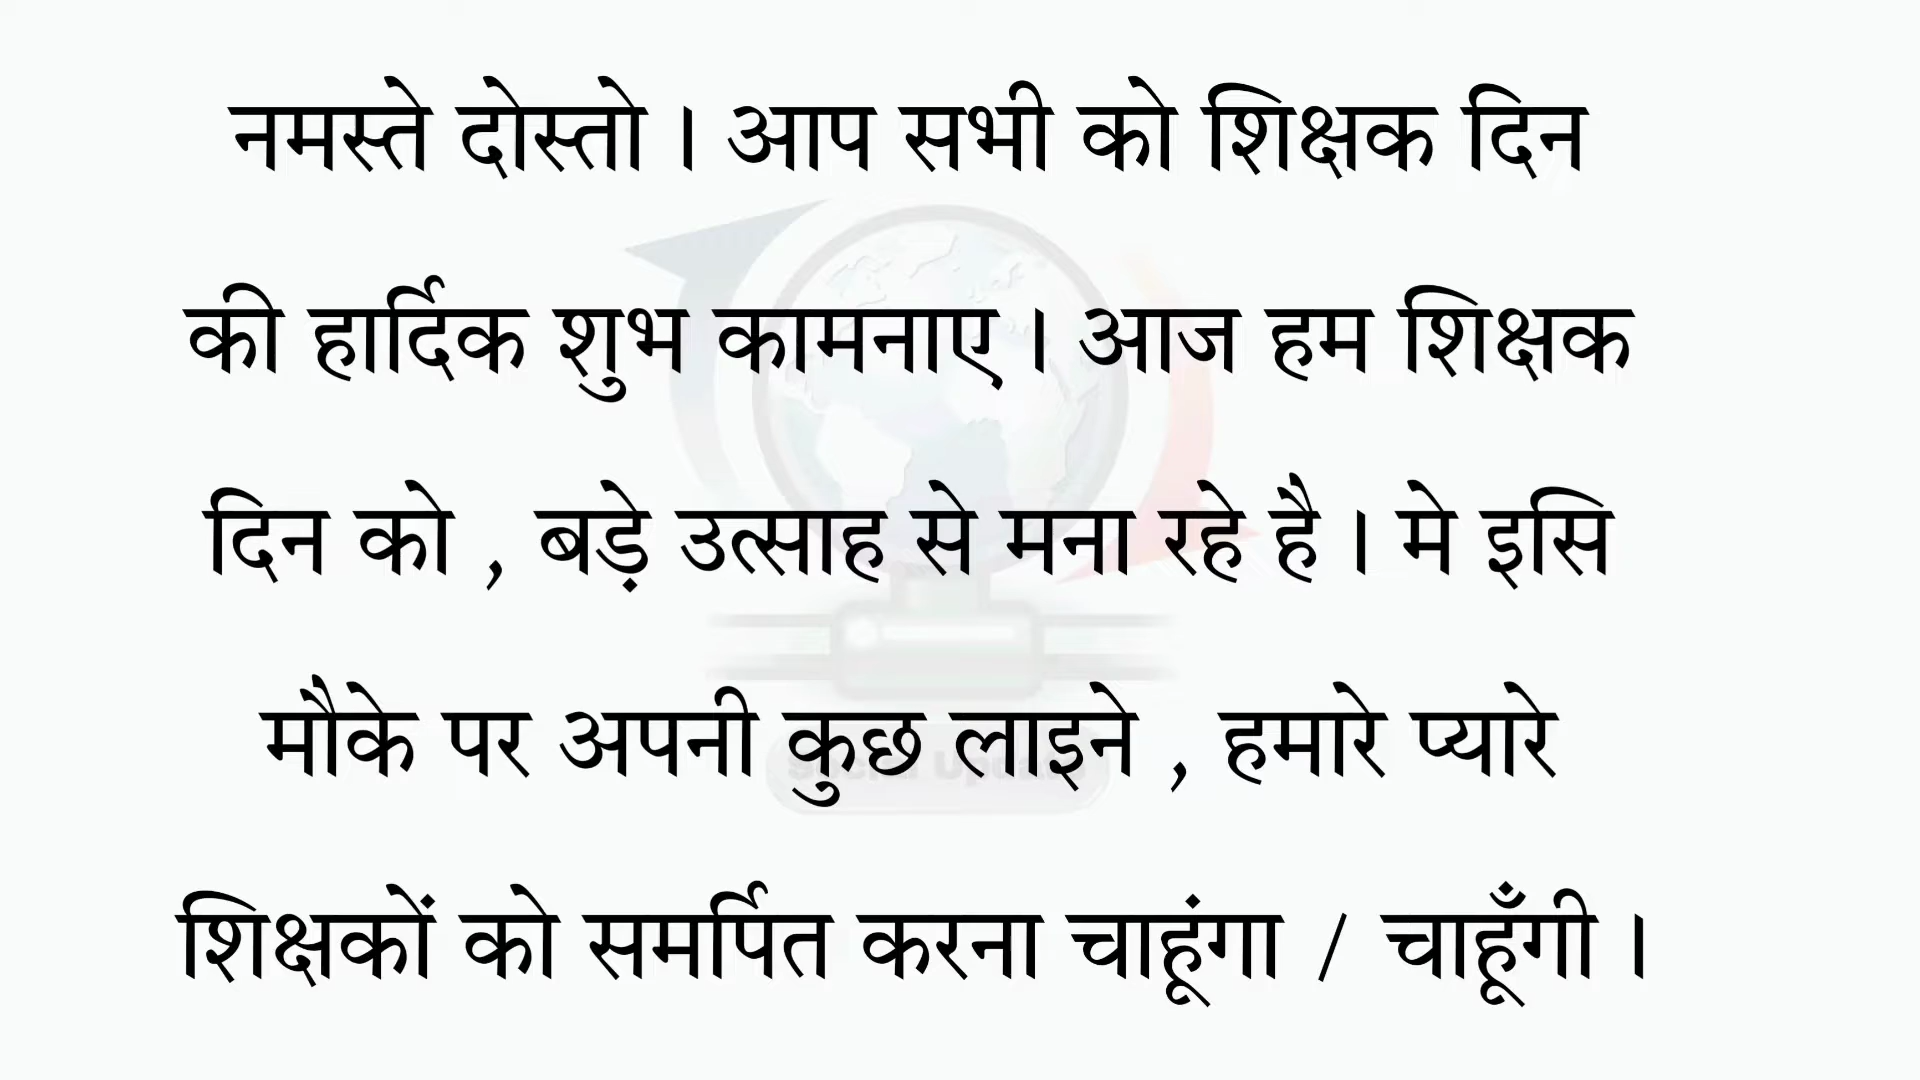 नमस्ते दोस्तो । आप सभी को शिक्षक दिन
की हार्दिक शुभ कामनाए । आज हम शिक्षक
दिन को , बड़े उत्साह से मना रहे है । मे इसि
मौके पर अपनी कुछ लाइने , हमारे प्यारे
शिक्षकों को समर्पित करना चाहूंगा / चाहूँगी ।